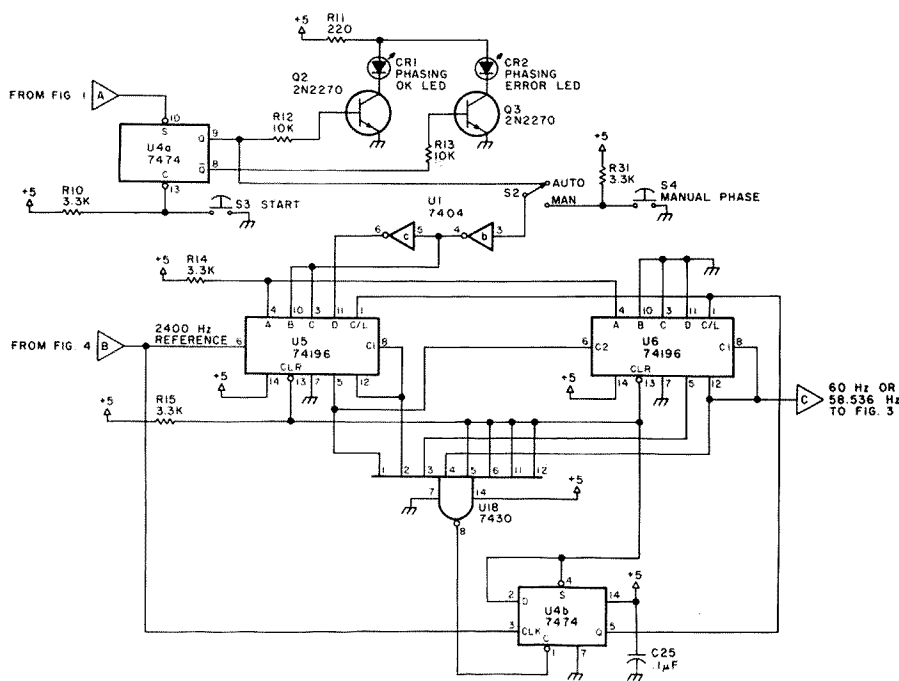 +5
R11
220
CR1
PHASING
OK LED
CR2
PHASING
ERROR LED
Q2
2N2270
Q3
2N2270
FROM FIG. 1
A
10
S
U4a
7474
Q
9
Q
8
C
13
R12
10K
R13
10K
+5
R10
3.3K
S3 START
S2
AUTO
MAN
+5
R31
3.3K
S4
MANUAL PHASE
U1
7404
6
c
5
4
b
3
+5
R14
3.3K
4
10
3
11
1
A
B
C
D
C/L
2400 Hz
REFERENCE
FROM FIG. 4
B
6
U5
74196
C1
8
CLR
+5
14
13
7
5
12
4
10
3
11
1
A
B
C
D
C/L
6
C2
U6
74196
C1
8
CLR
+5
14
13
7
5
12
C
60 Hz OR
58.536 Hz
TO FIG. 3
+5
R15
3.3K
1
2
3
4
5
6
11
12
7
14
+5
U18
7430
8
4
S
2
D
U4b
7474
14
+5
3
CLK
Q
5
C
1
7
C25
.1µF